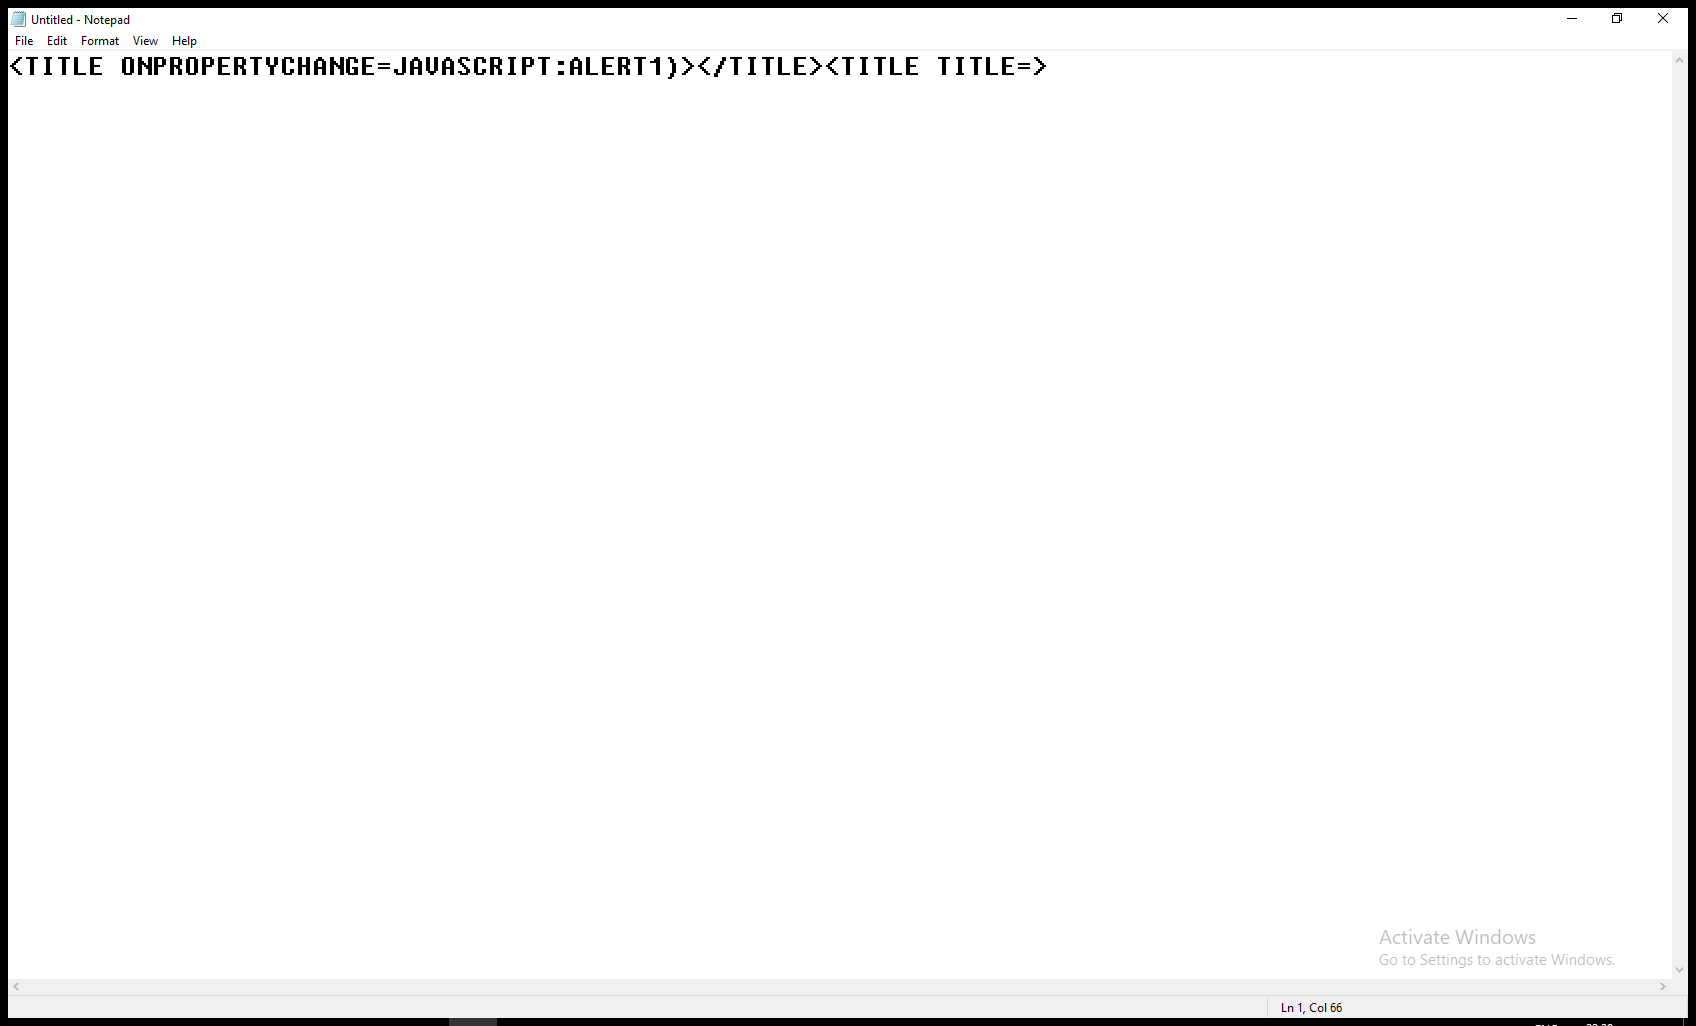 Untitled - Notepad
File Edit Format View Help
<TITLE ONPROPERTYCHANGE=JAVASCRIPT:ALERT1)></TITLE><TITLE TITLE=>
Activate Windows
Go to Settings to activate Windows.
Ln 1, Col 66